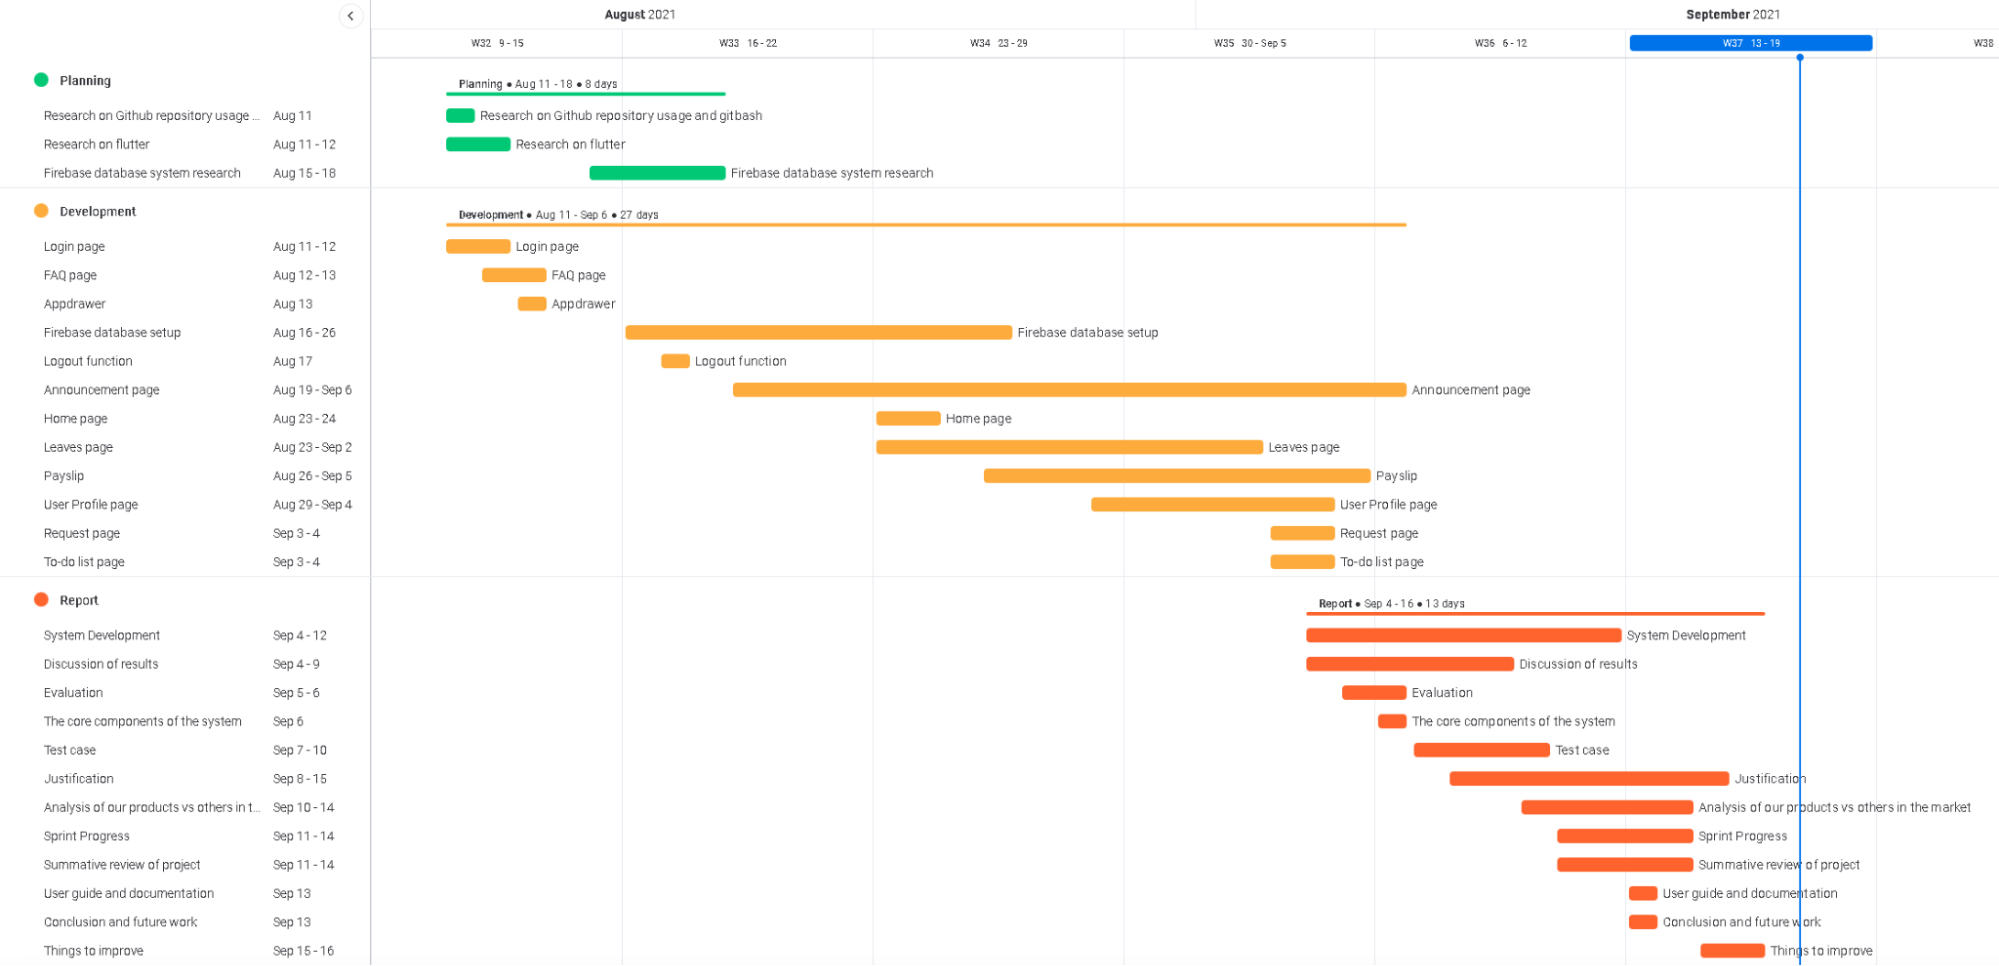 August 2021
September 2021
W32 9 - 15
W33 16 - 22
W34 23 - 29
W35 30 - Sep 5
W36 6 - 12
W37 13 - 19
W38
Planning
Planning • Aug 11 - 18 • 8 days
Research on Github repository usage ... Aug 11 Research on Github repository usage and gitbash
Research on flutter Aug 11 - 12 Research on flutter
Firebase database system research Aug 15 - 18 Firebase database system research
Development
Development • Aug 11 - Sep 6 • 27 days
Login page Aug 11 - 12 Login page
FAQ page Aug 12 - 13 FAQ page
Appdrawer Aug 13 Appdrawer
Firebase database setup Aug 16 - 26 Firebase database setup
Logout function Aug 17 Logout function
Announcement page Aug 19 - Sep 6 Announcement page
Home page Aug 23 - 24 Home page
Leaves page Aug 23 - Sep 2 Leaves page
Payslip Aug 26 - Sep 5 Payslip
User Profile page Aug 29 - Sep 4 User Profile page
Request page Sep 3 - 4 Request page
To-do list page Sep 3 - 4 To-do list page
Report
Report • Sep 4 - 16 • 13 days
System Development Sep 4 - 12 System Development
Discussion of results Sep 4 - 9 Discussion of results
Evaluation Sep 5 - 6 Evaluation
The core components of the system Sep 6 The core components of the system
Test case Sep 7 - 10 Test case
Justification Sep 8 - 15 Justification
Analysis of our products vs others in t... Sep 10 - 14 Analysis of our products vs others in the market
Sprint Progress Sep 11 - 14 Sprint Progress
Summative review of project Sep 11 - 14 Summative review of project
User guide and documentation Sep 13 User guide and documentation
Conclusion and future work Sep 13 Conclusion and future work
Things to improve Sep 15 - 16 Things to improve